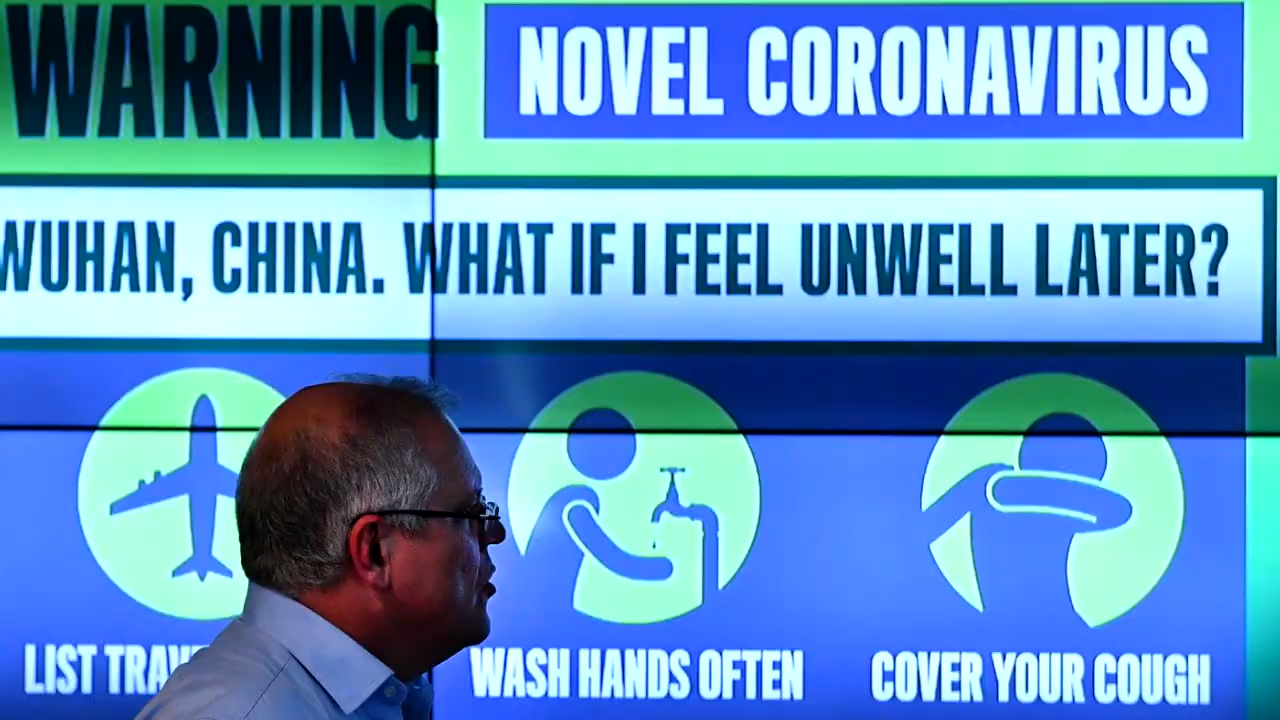 WARNING
NOVEL CORONAVIRUS
WUHAN, CHINA. WHAT IF I FEEL UNWELL LATER?
LIST
WASH HANDS OFTEN
COVER YOUR COUGH